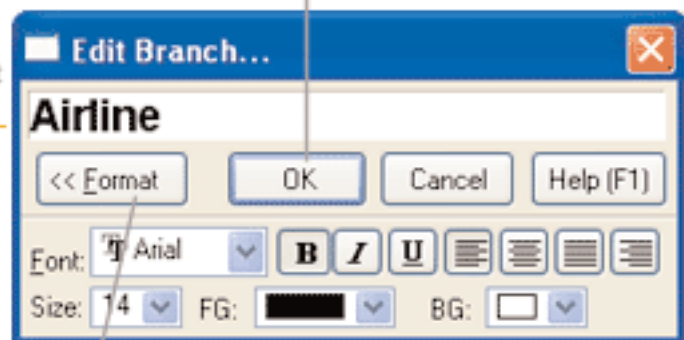 Edit Branch...
Airline
<< Format OK Cancel Help (F1)
Font: Arial B I U
Size: 14 FG: BG: